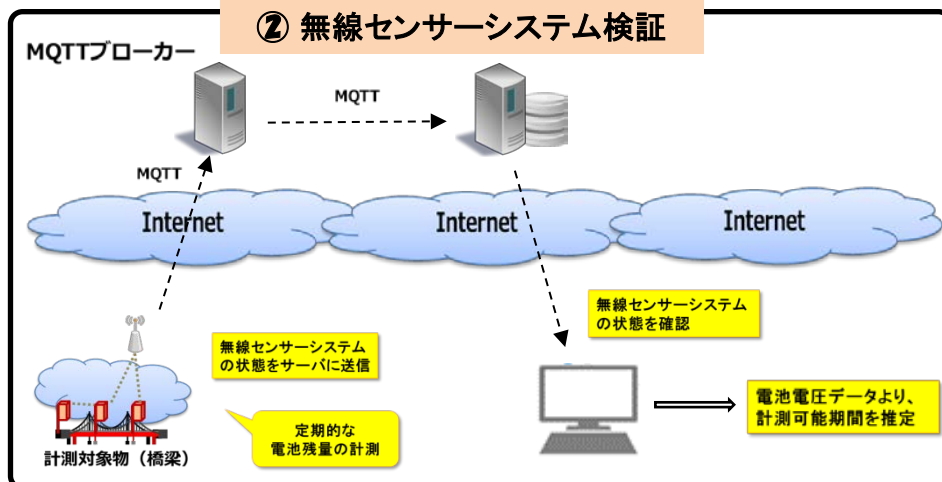 ② 無線センサーシステム検証
MQTTブローカー
MQTT
MQTT
Internet
Internet
Internet
無線センサーシステム
の状態を確認
無線センサーシステム
の状態をサーバに送信
電池電圧データより、
計測可能期間を推定
定期的な
電池残量の計測
計測対象物（橋梁）